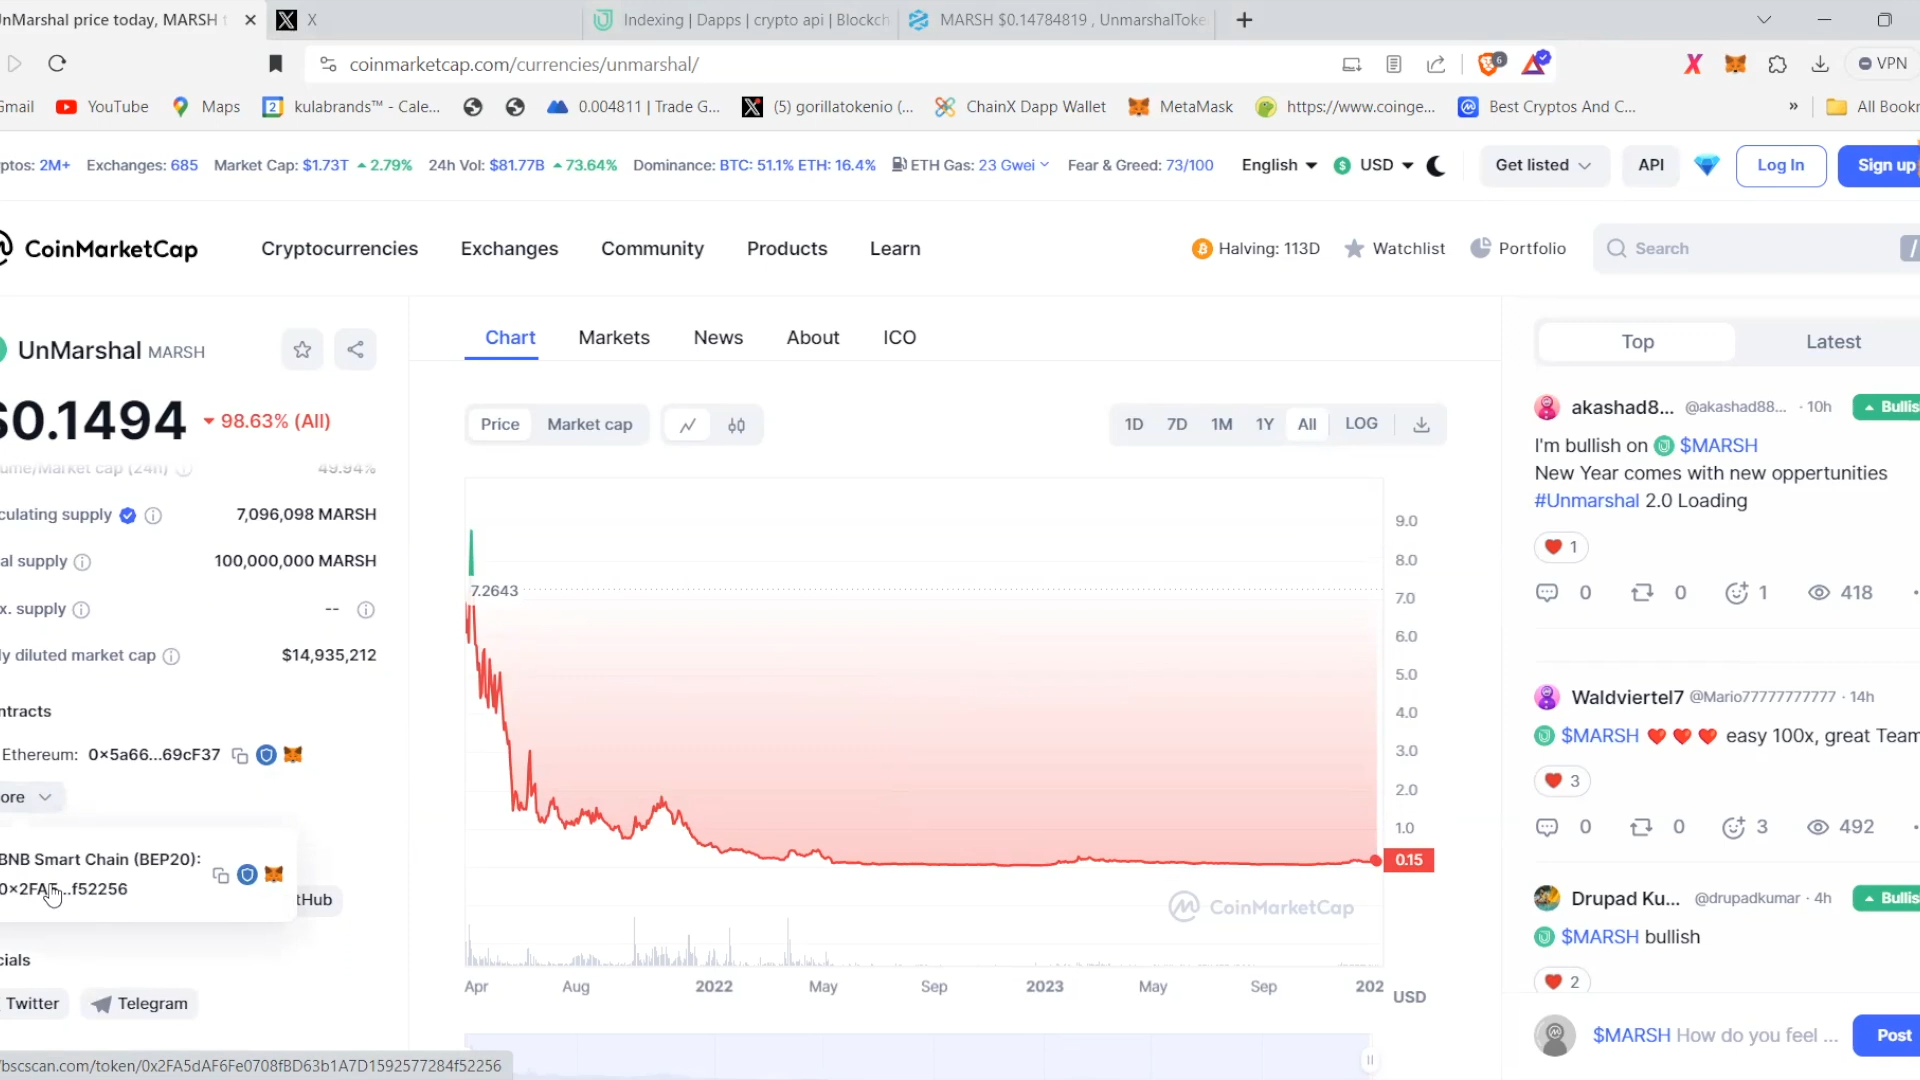 InMarshal price today, MARSH t
X
Indexing | Dapps | crypto api | Blockch
MARSH $0.14784819 , UnmarshalToke
coinmarketcap.com/currencies/unmarshal/
6
VPN
Gmail
YouTube
Maps
2
kulabrands™ - Cale...
0.004811 | Trade G...
(5) gorillatokenio (...
ChainX Dapp Wallet
MetaMask
https://www.coinge...
Best Cryptos And C...
»
All Bookr
ptos: 2M+
Exchanges: 685
Market Cap: $1.73T 2.79%
24h Vol: $81.77B 73.64%
Dominance: BTC: 51.1% ETH: 16.4%
ETH Gas: 23 Gwei
Fear & Greed: 73/100
English
USD
Get listed
API
Log In
Sign up
CoinMarketCap
Cryptocurrencies
Exchanges
Community
Products
Learn
Halving: 113D
Watchlist
Portfolio
Search
/
UnMarshal MARSH
$0.1494 98.63% (All)
ume/Market cap (24h) 49.94%
culating supply 7,096,098 MARSH
al supply 100,000,000 MARSH
x. supply --
ly diluted market cap $14,935,212
ntracts
Ethereum: 0x5a66...69cF37
ore
BNB Smart Chain (BEP20):
0x2FA5...f52256
tHub
cials
Twitter
Telegram
/bscscan.com/token/0x2FA5dAF6Fe0708fBD63b1A7D1592577284f52256
Chart
Markets
News
About
ICO
Price
Market cap
1D
7D
1M
1Y
All
LOG
7.2643
9.0
8.0
7.0
6.0
5.0
4.0
3.0
2.0
1.0
0.15
CoinMarketCap
Apr
Aug
2022
May
Sep
2023
May
Sep
202
USD
Top
Latest
akashad8... @akashad88... · 10h
Bullis
I'm bullish on $MARSH
New Year comes with new oppertunities
#Unmarshal 2.0 Loading
1
0
0
1
418
Waldviertel7 @Mario77777777777 · 14h
$MARSH ❤️ ❤️ ❤️ easy 100x, great Team
3
0
0
3
492
Drupad Ku... @drupadkumar · 4h
Bullis
$MARSH bullish
2
$MARSH How do you feel ...
Post